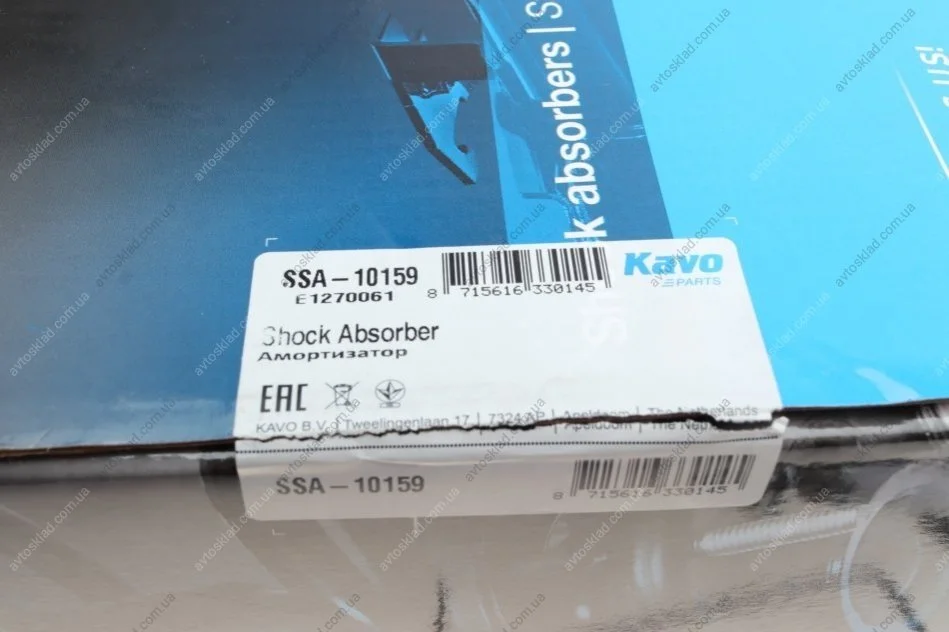 k absorbers | S
SSA-10159
E1270061
8 715616 330145
Kavo
PARTS
Shock Absorber
Амортизатор
EAC
KAVO B.V. | Tweelingenlaan 17 | 7324 AP | Apeldoorn | The Netherlands
SSA-10159
8 715616 330145
avtosklad.com.ua